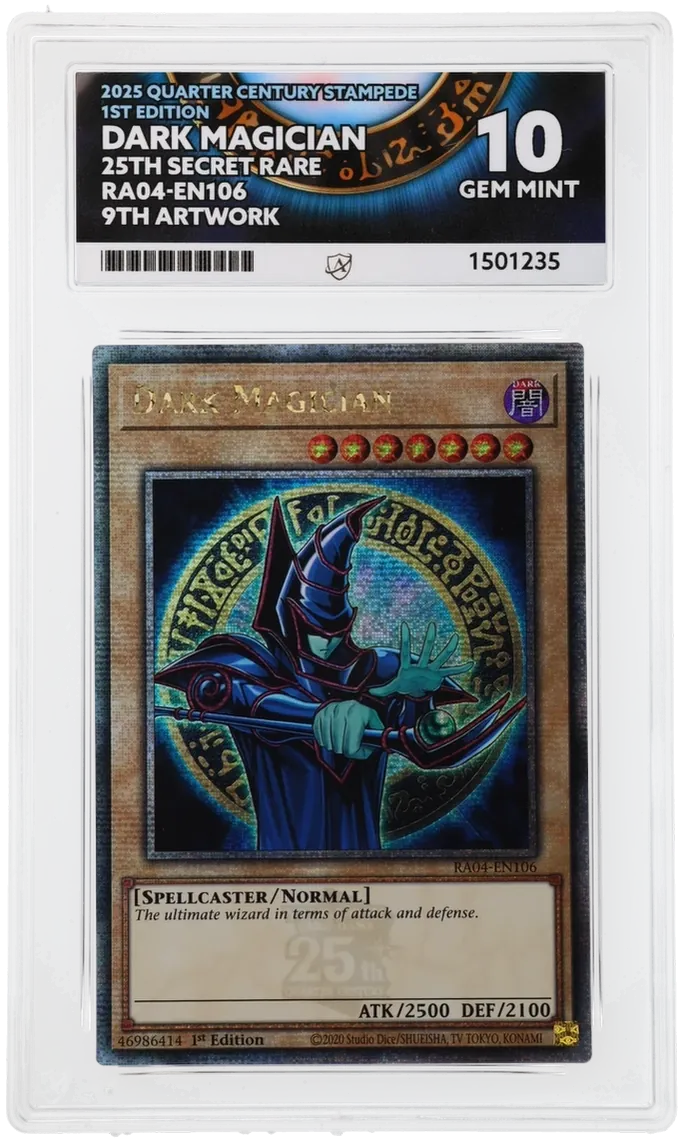 2025 QUARTER CENTURY STAMPEDE
1ST EDITION
DARK MAGICIAN
25TH SECRET RARE
RA04-EN106
9TH ARTWORK
10
GEM MINT
1501235
DARK MAGICIAN
DARK
闇
RA04-EN106
[SPELLCASTER/NORMAL]
The ultimate wizard in terms of attack and defense.
25th
ATK/2500 DEF/2100
46986414 1st Edition ©2020 Studio Dice/SHUEISHA, TV TOKYO, KONAMI